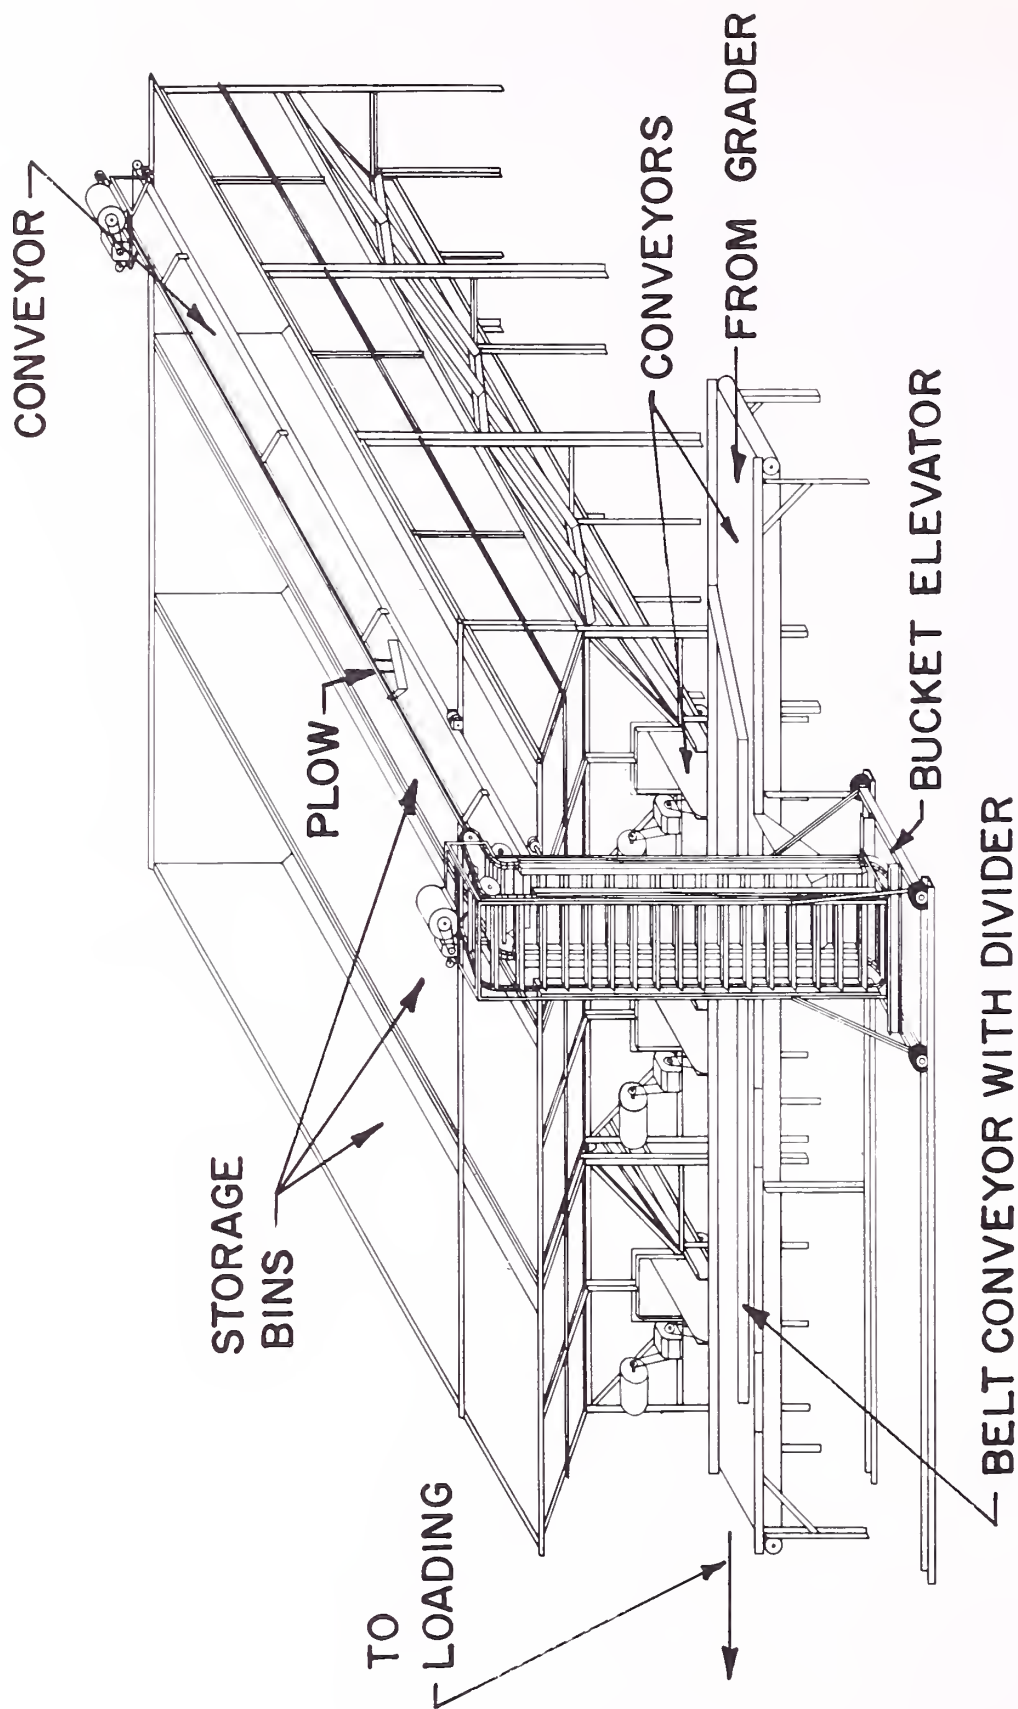 CONVEYOR
PLOW
STORAGE
BINS
TO
LOADING
CONVEYORS
FROM GRADER
BUCKET ELEVATOR
BELT CONVEYOR WITH DIVIDER